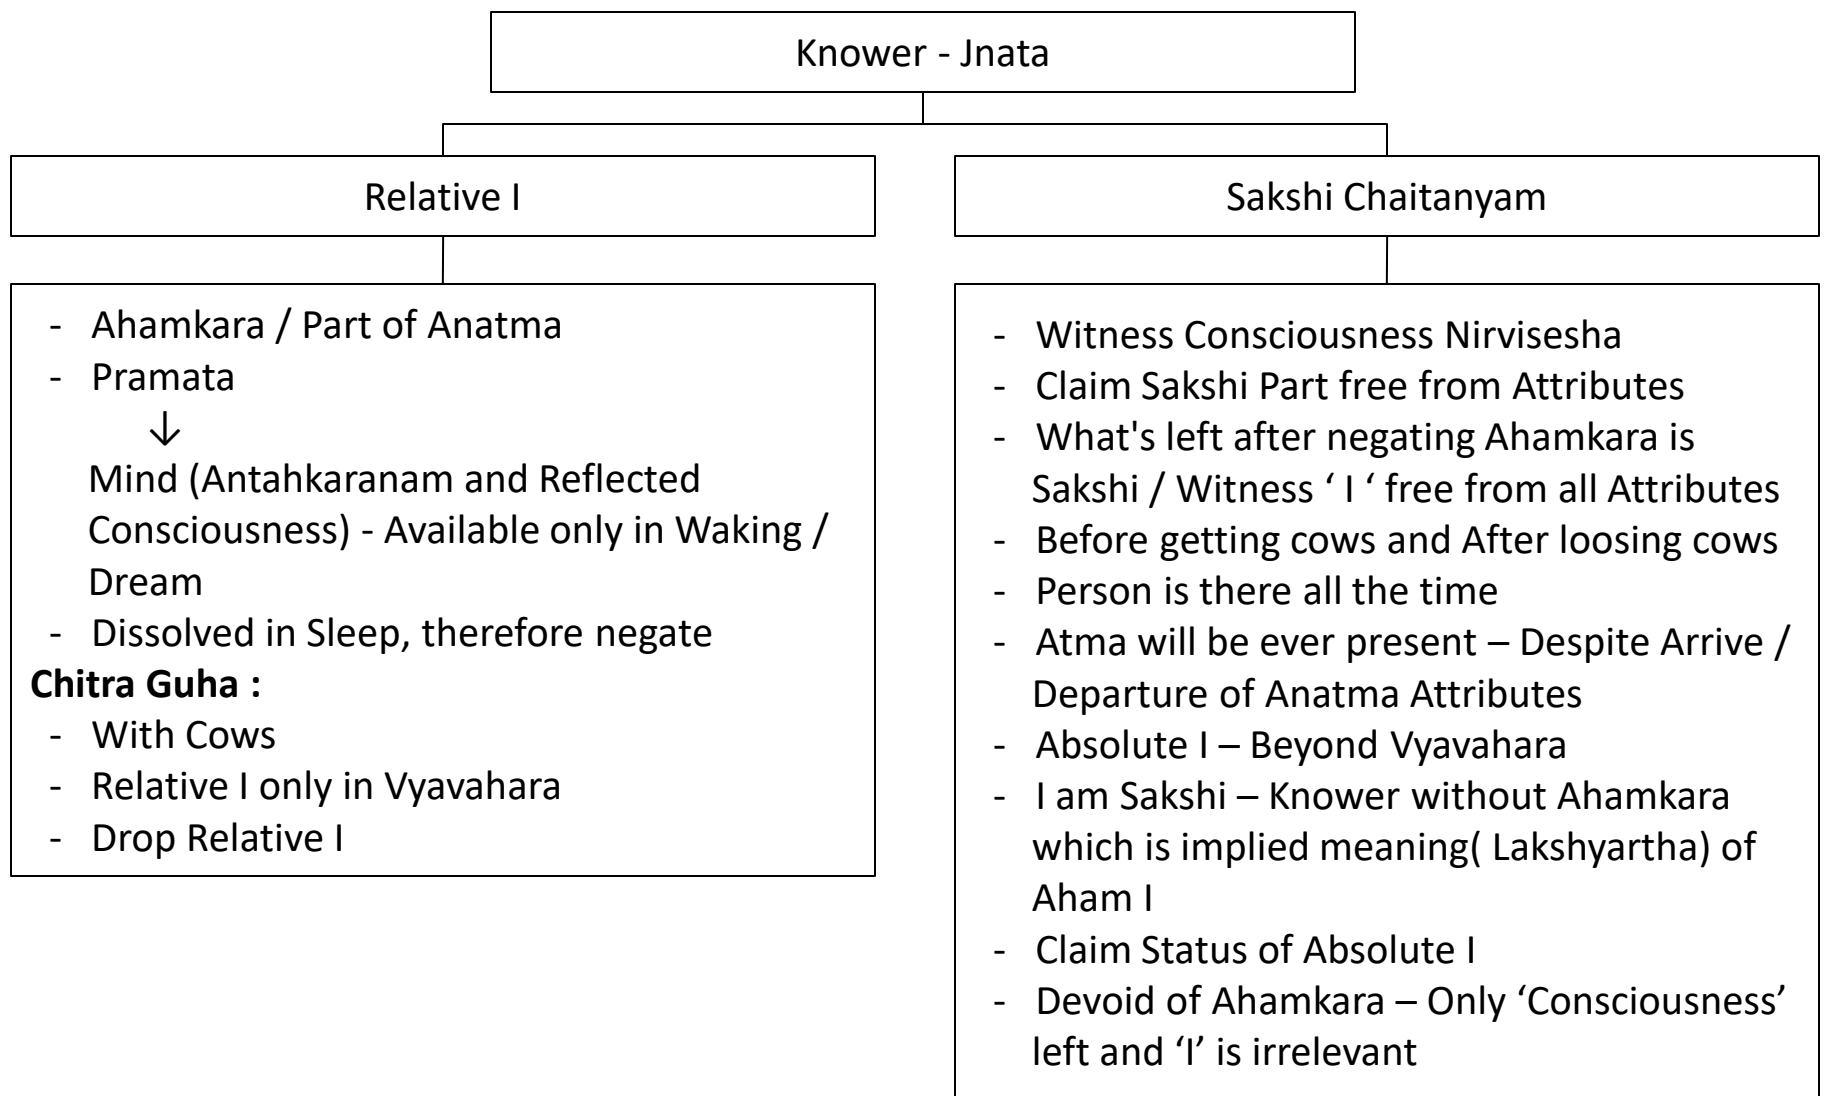 Knower - Jnata
Relative I
- Ahamkara / Part of Anatma
- Pramata
↓
Mind (Antahkaranam and Reflected
Consciousness) - Available only in Waking /
Dream
- Dissolved in Sleep, therefore negate
Chitra Guha :
- With Cows
- Relative I only in Vyavahara
- Drop Relative I
Sakshi Chaitanyam
- Witness Consciousness Nirvisesha
- Claim Sakshi Part free from Attributes
- What's left after negating Ahamkara is
Sakshi / Witness ‘ I ‘ free from all Attributes
- Before getting cows and After loosing cows
- Person is there all the time
- Atma will be ever present – Despite Arrive /
Departure of Anatma Attributes
- Absolute I – Beyond Vyavahara
- I am Sakshi – Knower without Ahamkara
which is implied meaning( Lakshyartha) of
Aham I
- Claim Status of Absolute I
- Devoid of Ahamkara – Only ‘Consciousness’
left and ‘I’ is irrelevant